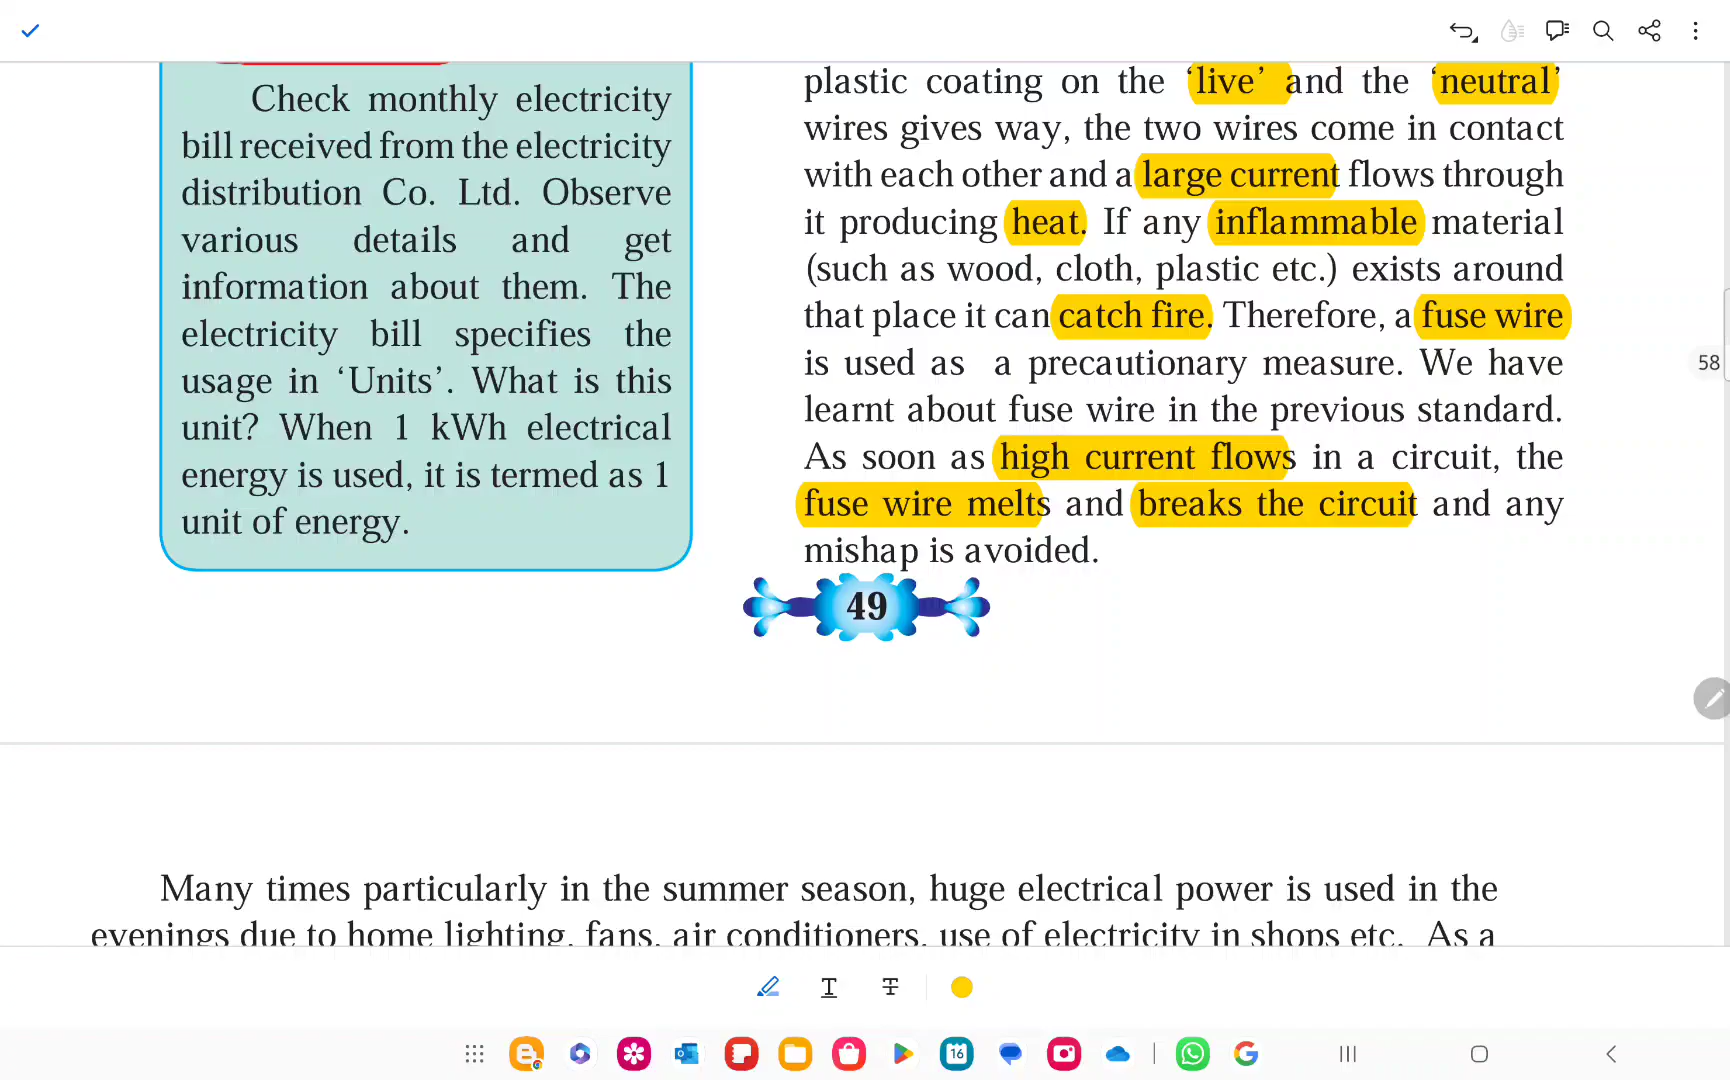 Check monthly electricity
bill received from the electricity
distribution Co. Ltd. Observe
various details and get
information about them. The
electricity bill specifies the
usage in ‘Units’. What is this
unit? When 1 kWh electrical
energy is used, it is termed as 1
unit of energy.
plastic coating on the ‘live’ and the ‘neutral’
wires gives way, the two wires come in contact
with each other and a large current flows through
it producing heat. If any inflammable material
(such as wood, cloth, plastic etc.) exists around
that place it can catch fire. Therefore, a fuse wire
is used as a precautionary measure. We have
learnt about fuse wire in the previous standard.
As soon as high current flows in a circuit, the
fuse wire melts and breaks the circuit and any
mishap is avoided.
58
49
Many times particularly in the summer season, huge electrical power is used in the
evenings due to home lighting, fans, air conditioners, use of electricity in shops etc. As a
16